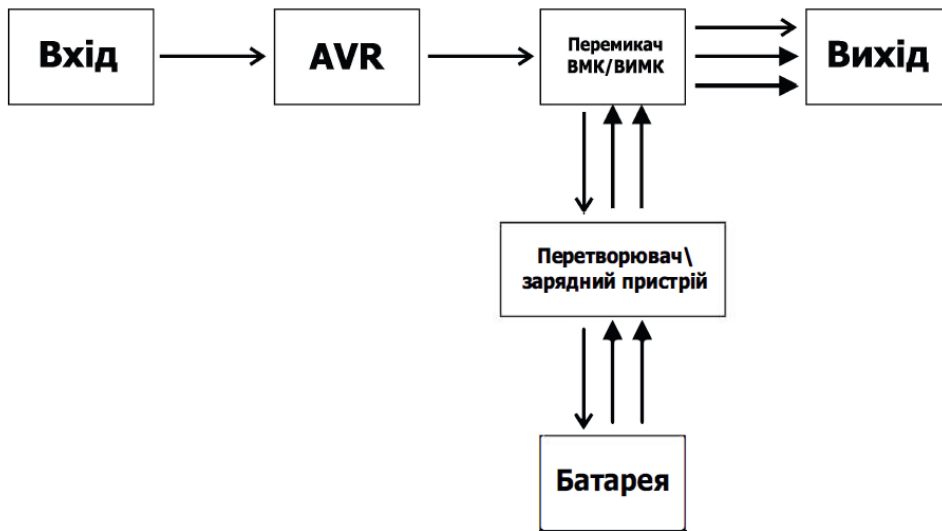 Вхід
AVR
Перемикач
ВМК/ВИМК
Вихід
Перетворювач\
зарядний пристрій
Батарея